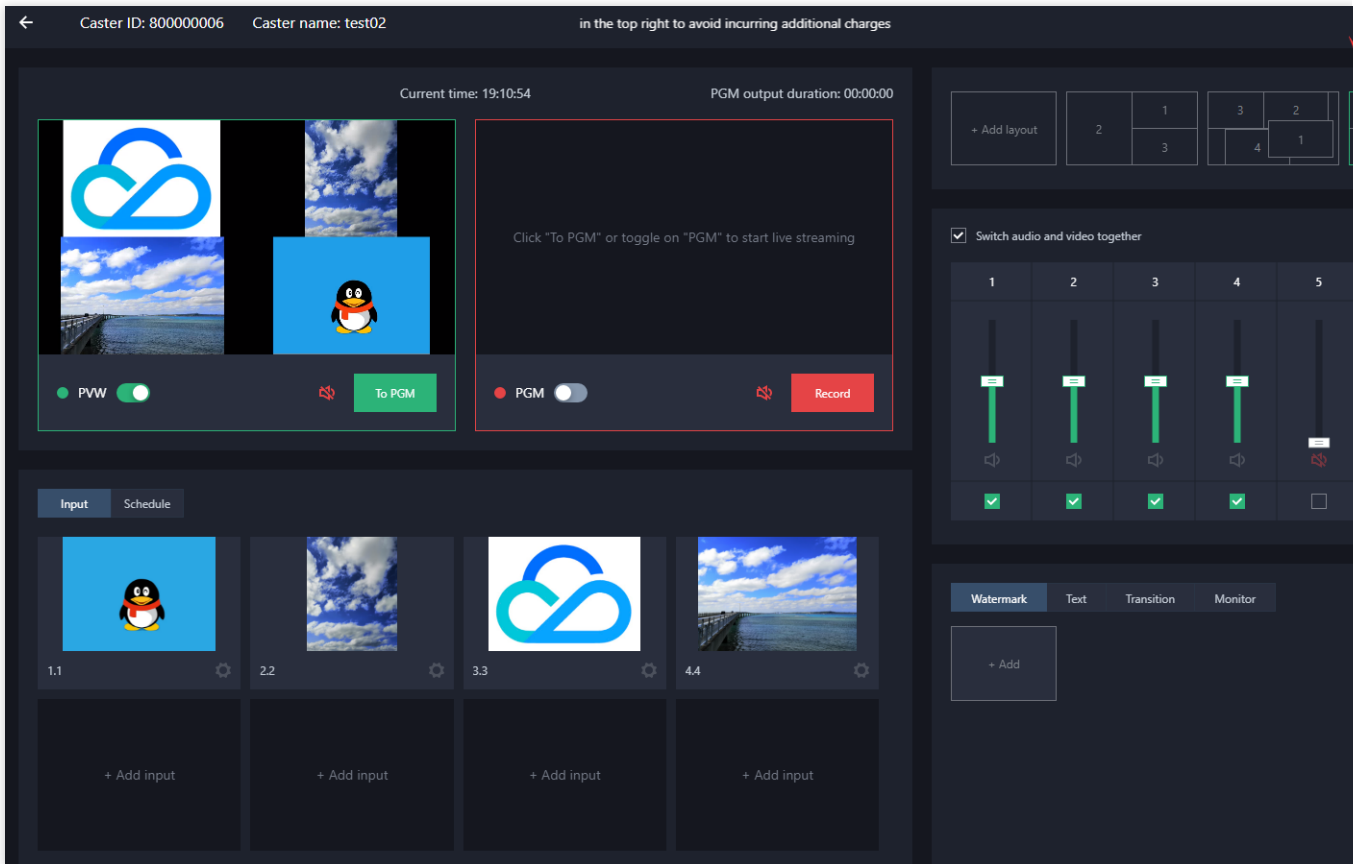 Caster ID: 800000006 Caster name: test02 in the top right to avoid incurring additional charges
Current time: 19:10:54 PGM output duration: 00:00:00
Click "To PGM" or toggle on "PGM" to start live streaming
PVW To PGM PGM Record
Input Schedule
1.1 2.2 3.3 4.4
+ Add input + Add input + Add input + Add input
+ Add layout 2 1 3 3 2 4 1
Switch audio and video together
1 2 3 4 5
Watermark Text Transition Monitor
+ Add